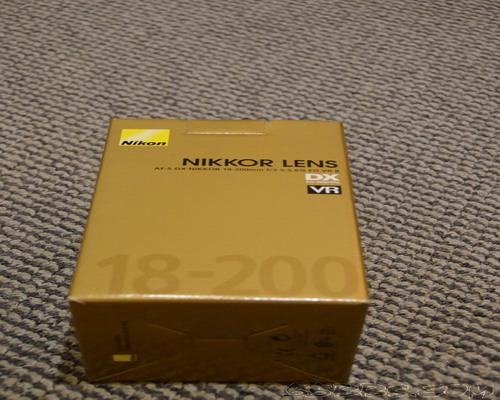 Nikon
NIKKOR LENS
AF-S DX NIKKOR 18-200mm f/3.5-5.6G ED VR II
DX
VR
18-200